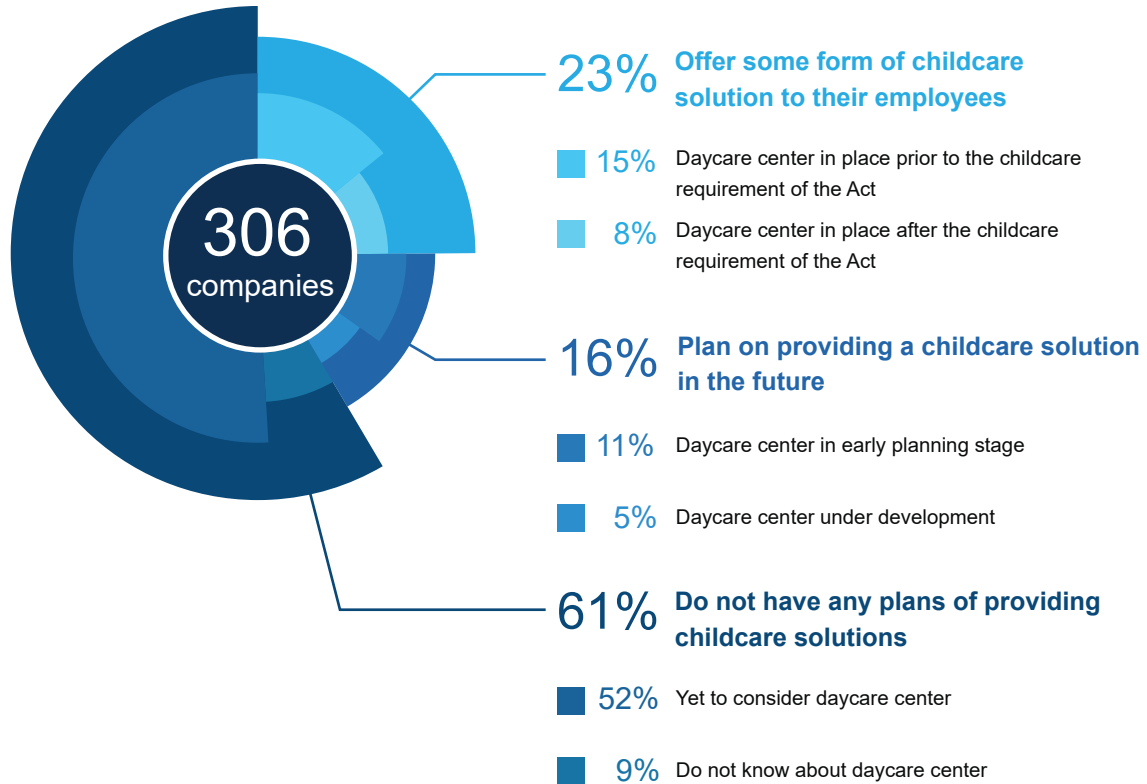 306
companies
23%
Offer some form of childcare
solution to their employees
15%
Daycare center in place prior to the childcare
requirement of the Act
8%
Daycare center in place after the childcare
requirement of the Act
16%
Plan on providing a childcare solution
in the future
11%
Daycare center in early planning stage
5%
Daycare center under development
61%
Do not have any plans of providing
childcare solutions
52%
Yet to consider daycare center
9%
Do not know about daycare center